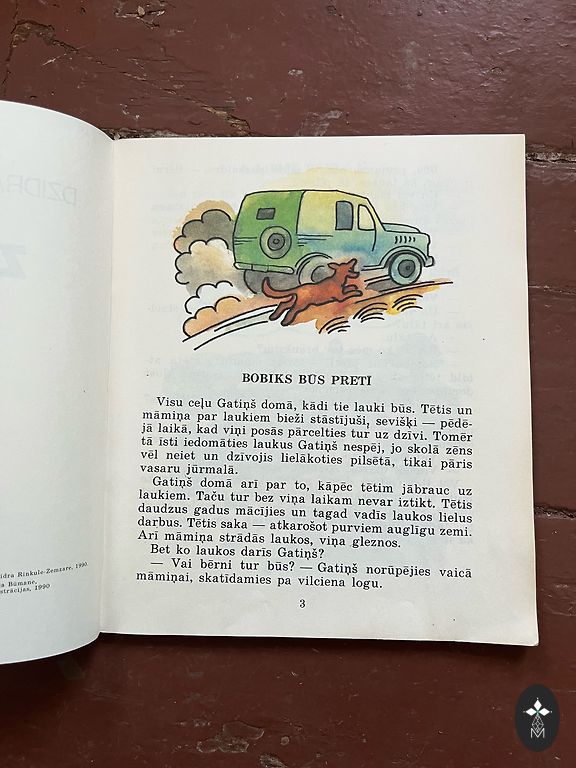 DZIDRA
Z
idra Rinkule-Zemzare, 1990.
a Būmane,
strācijas, 1990
BOBIKS BŪS PRETĪ
Visu ceļu Gatiņš domā, kādi tie lauki būs. Tētis un
māmiņa par laukiem bieži stāstījuši, sevišķi — pēdē-
jā laikā, kad viņi posās pārcelties tur uz dzīvi. Tomēr
tā īsti iedomāties laukus Gatiņš nespēj, jo skolā zēns
vēl neiet un dzīvojis lielākoties pilsētā, tikai pāris
vasaru jūrmalā.
Gatiņš domā arī par to, kāpēc tētim jābrauc uz
laukiem. Taču tur bez viņa laikam nevar iztikt. Tētis
daudzus gadus mācījies un tagad vadīs laukos lielus
darbus. Tētis saka — atkarošot purviem auglīgu zemi.
Arī māmiņa strādās laukos, viņa gleznos.
Bet ko laukos darīs Gatiņš?
— Vai bērni tur būs? — Gatiņš norūpējies vaicā
māmiņai, skatīdamies pa vilciena logu.
3
M